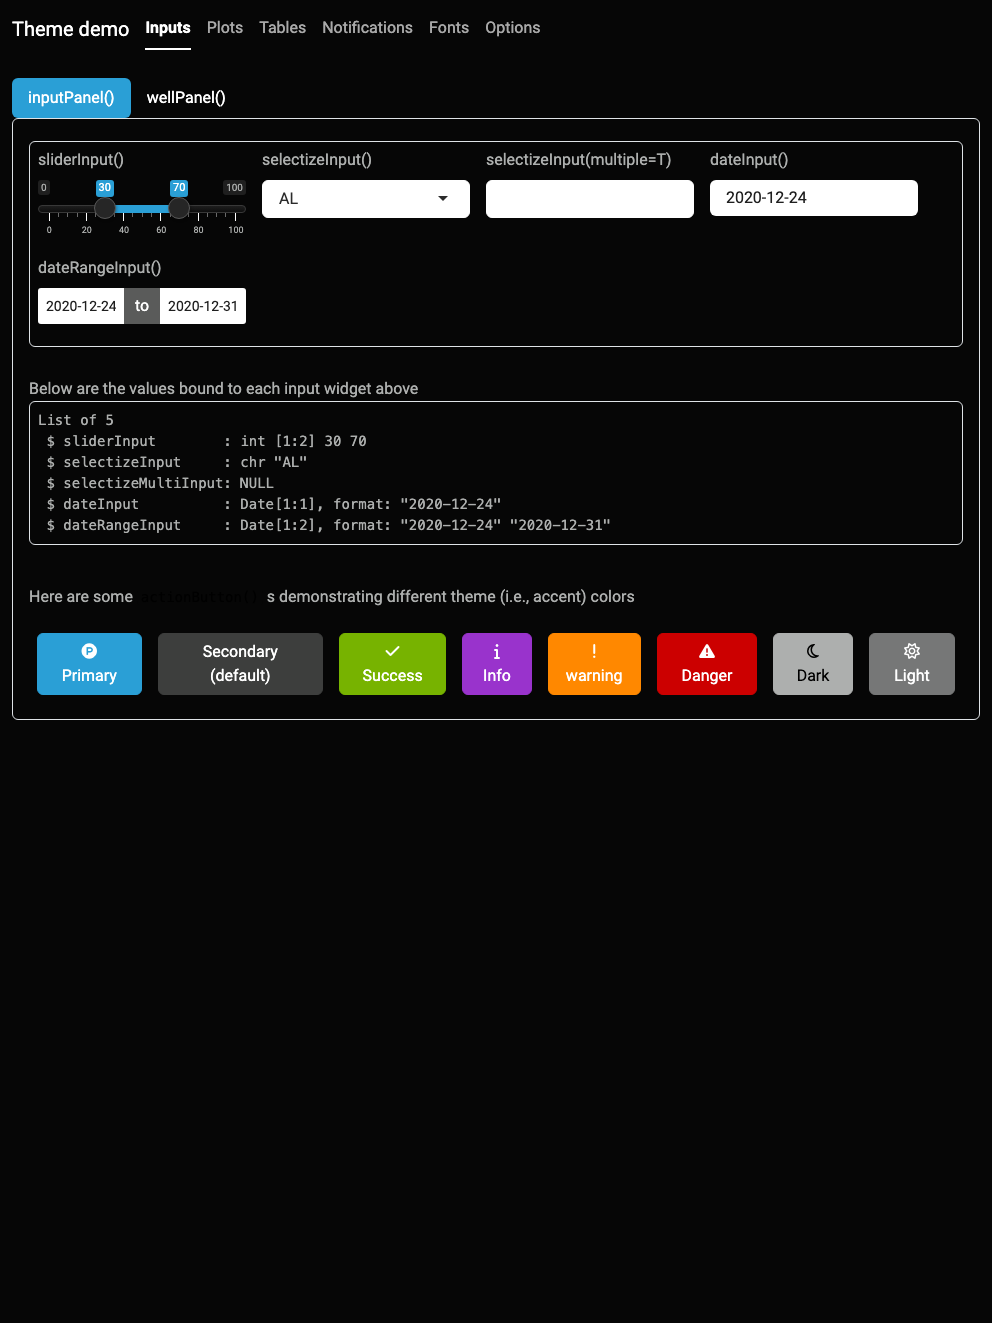 Theme demo Inputs Plots Tables Notifications Fonts Options
inputPanel() wellPanel()
sliderInput() selectizeInput() selectizeInput(multiple=T) dateInput()
0 30 70 100
AL
2020-12-24
0 20 40 60 80 100
dateRangeInput()
2020-12-24 to 2020-12-31
Below are the values bound to each input widget above
List of 5
$ sliderInput : int [1:2] 30 70
$ selectizeInput : chr "AL"
$ selectizeMultiInput: NULL
$ dateInput : Date[1:1], format: "2020-12-24"
$ dateRangeInput : Date[1:2], format: "2020-12-24" "2020-12-31"
Here are some actionButton() s demonstrating different theme (i.e., accent) colors
Primary
Secondary
(default)
Success
Info
warning
Danger
Dark
Light